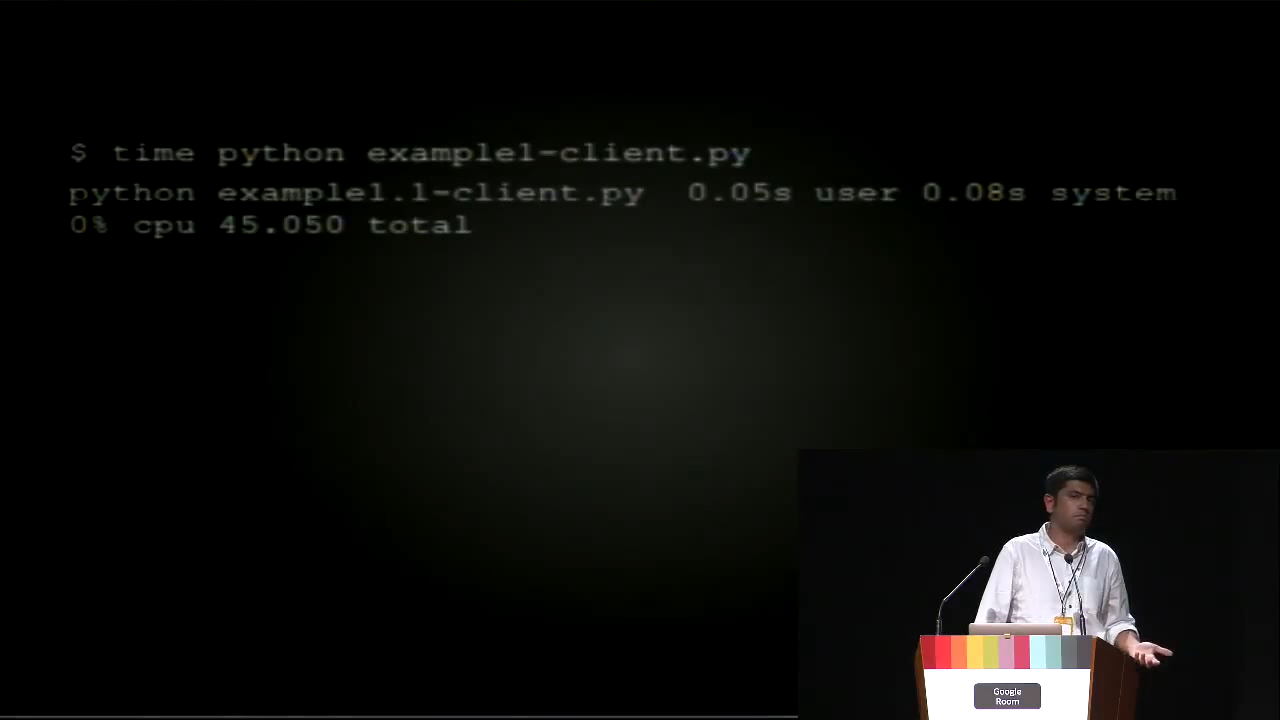 $ time python example1-client.py
python example1.1-client.py  0.05s user 0.08s system
0% cpu 45.050 total
Google
Room